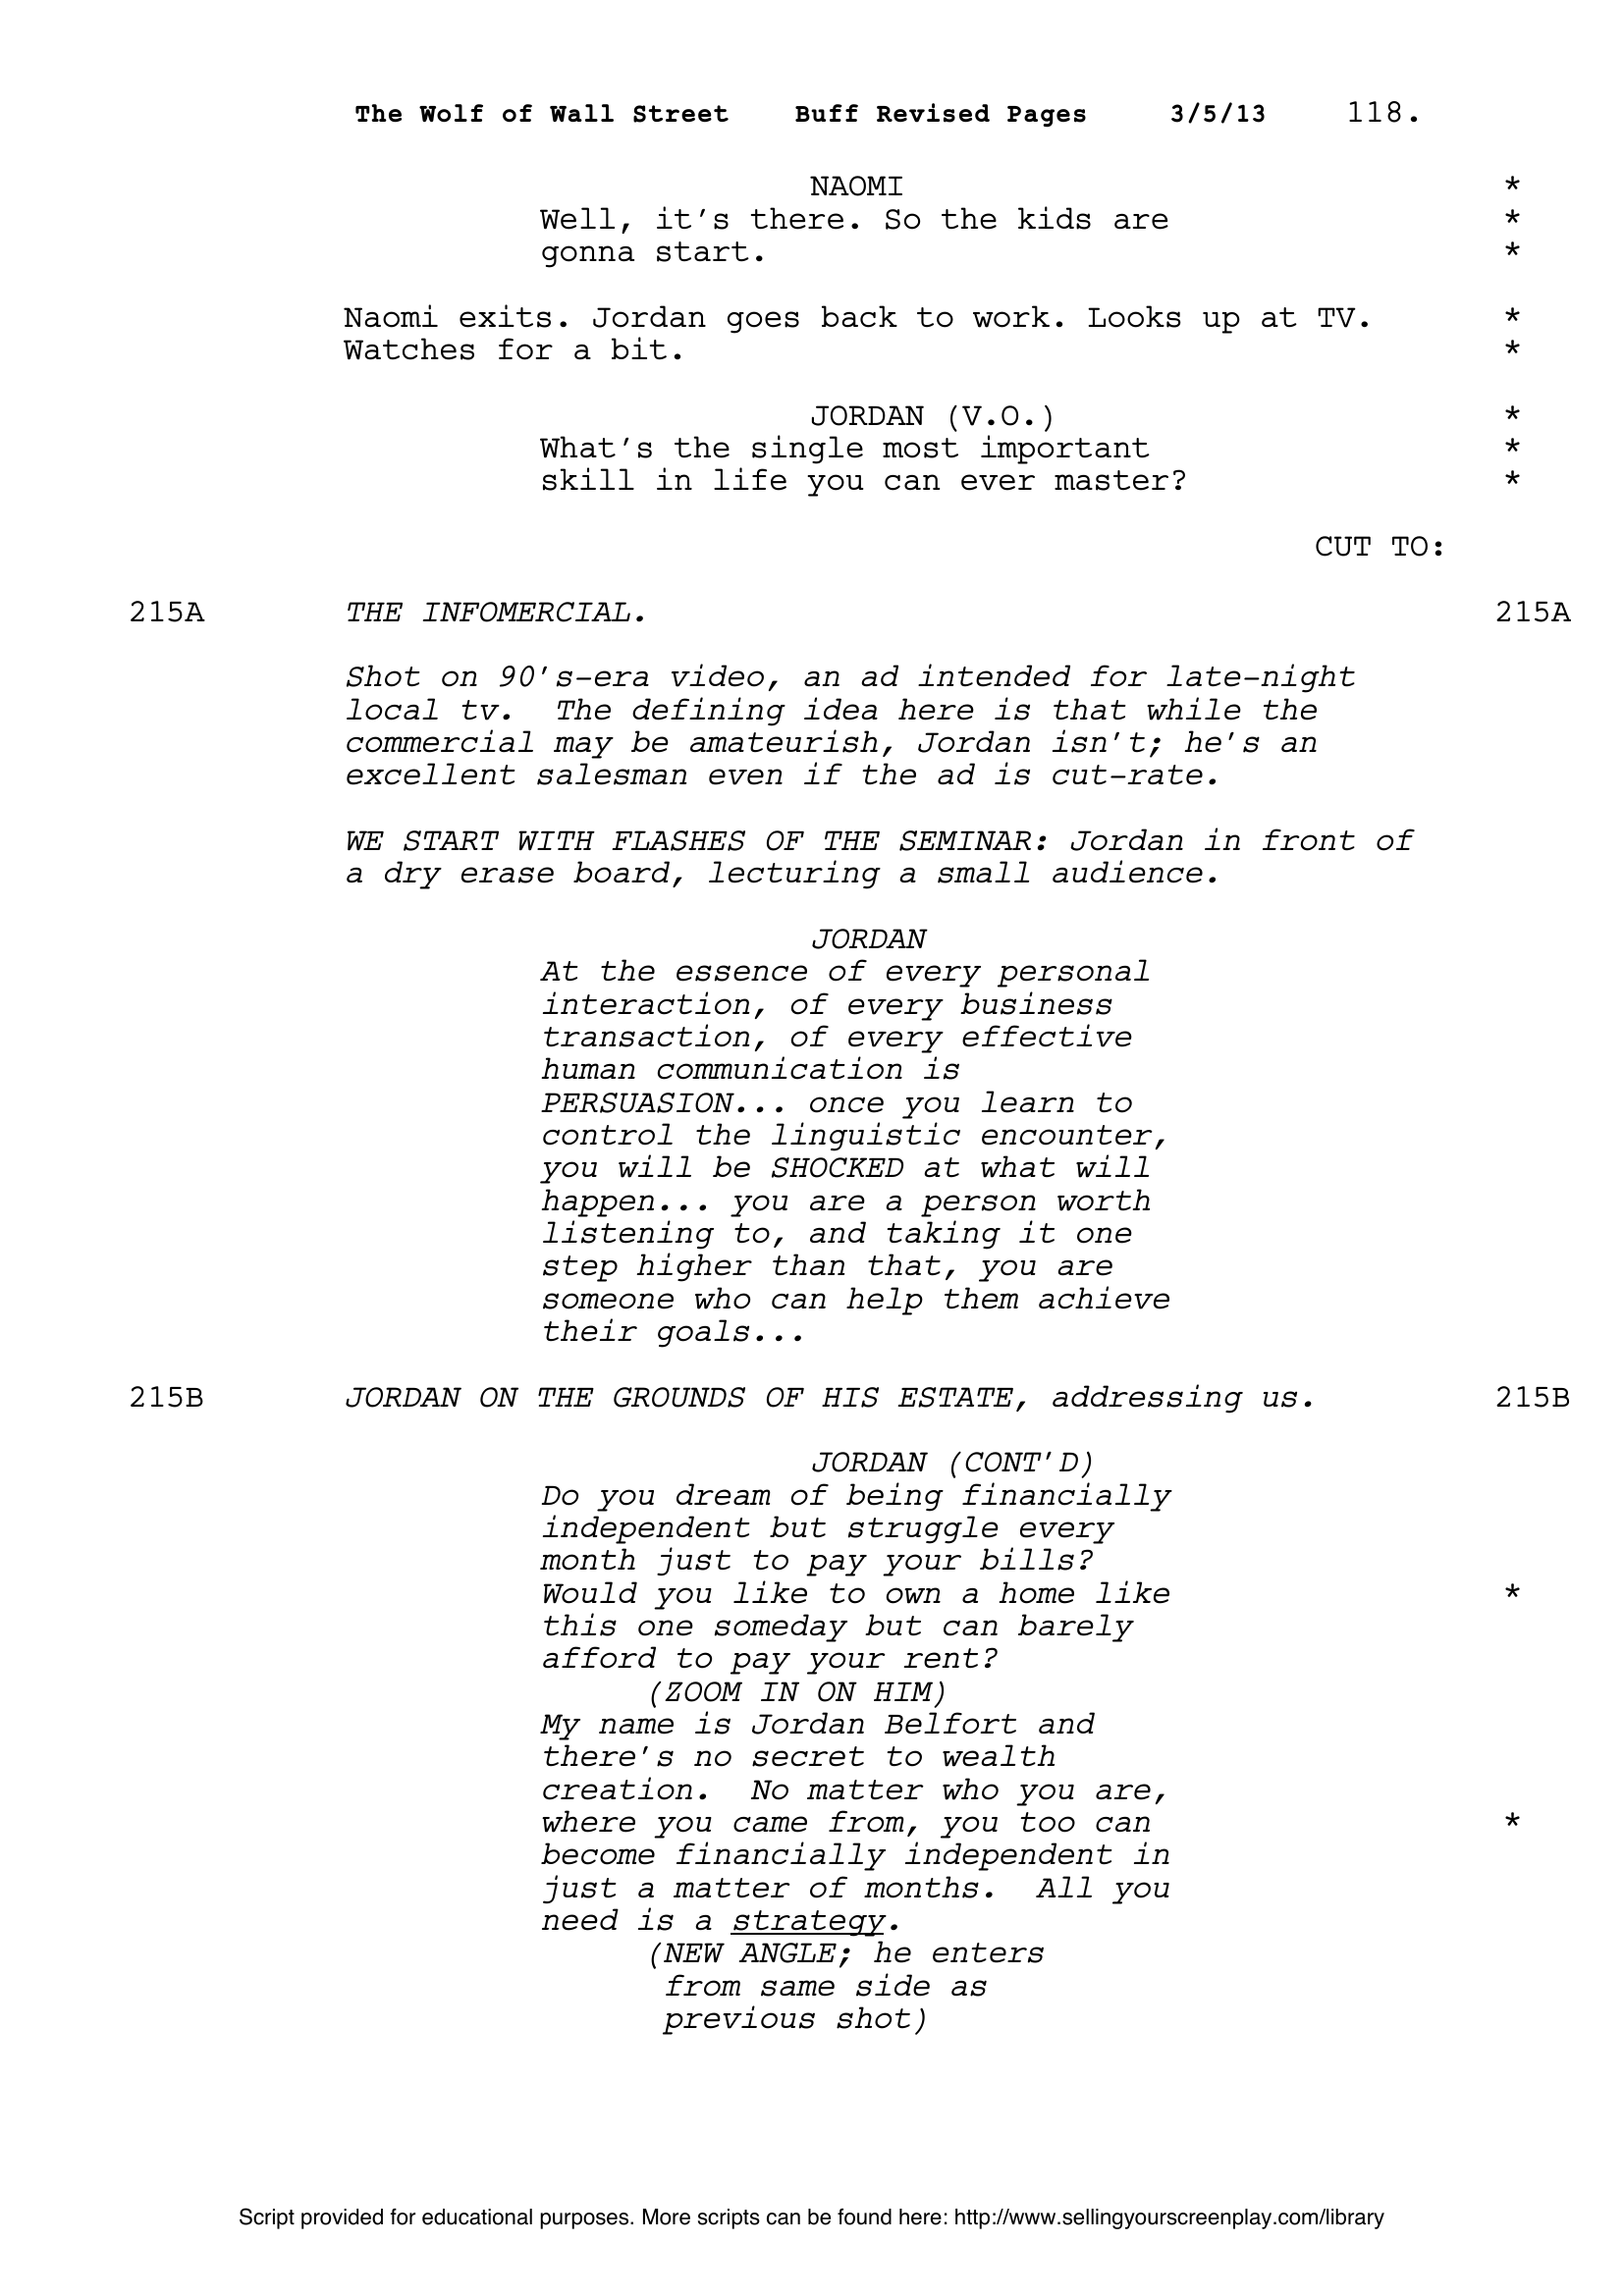 The Wolf of Wall Street    Buff Revised Pages    3/5/13    118.
NAOMI *
Well, it's there. So the kids are *
gonna start. *
Naomi exits. Jordan goes back to work. Looks up at TV. *
Watches for a bit. *
JORDAN (V.O.) *
What's the single most important *
skill in life you can ever master? *
CUT TO:
215A THE INFOMERCIAL. 215A
Shot on 90's-era video, an ad intended for late-night
local tv.  The defining idea here is that while the
commercial may be amateurish, Jordan isn't; he's an
excellent salesman even if the ad is cut-rate.
WE START WITH FLASHES OF THE SEMINAR: Jordan in front of
a dry erase board, lecturing a small audience.
JORDAN
At the essence of every personal
interaction, of every business
transaction, of every effective
human communication is
PERSUASION... once you learn to
control the linguistic encounter,
you will be SHOCKED at what will
happen... you are a person worth
listening to, and taking it one
step higher than that, you are
someone who can help them achieve
their goals...
215B JORDAN ON THE GROUNDS OF HIS ESTATE, addressing us. 215B
JORDAN (CONT'D)
Do you dream of being financially
independent but struggle every
month just to pay your bills?
Would you like to own a home like *
this one someday but can barely
afford to pay your rent?
(ZOOM IN ON HIM)
My name is Jordan Belfort and
there's no secret to wealth
creation.  No matter who you are,
where you came from, you too can *
become financially independent in
just a matter of months.  All you
need is a strategy.
(NEW ANGLE; he enters
from same side as
previous shot)
Script provided for educational purposes. More scripts can be found here: http://www.sellingyourscreenplay.com/library